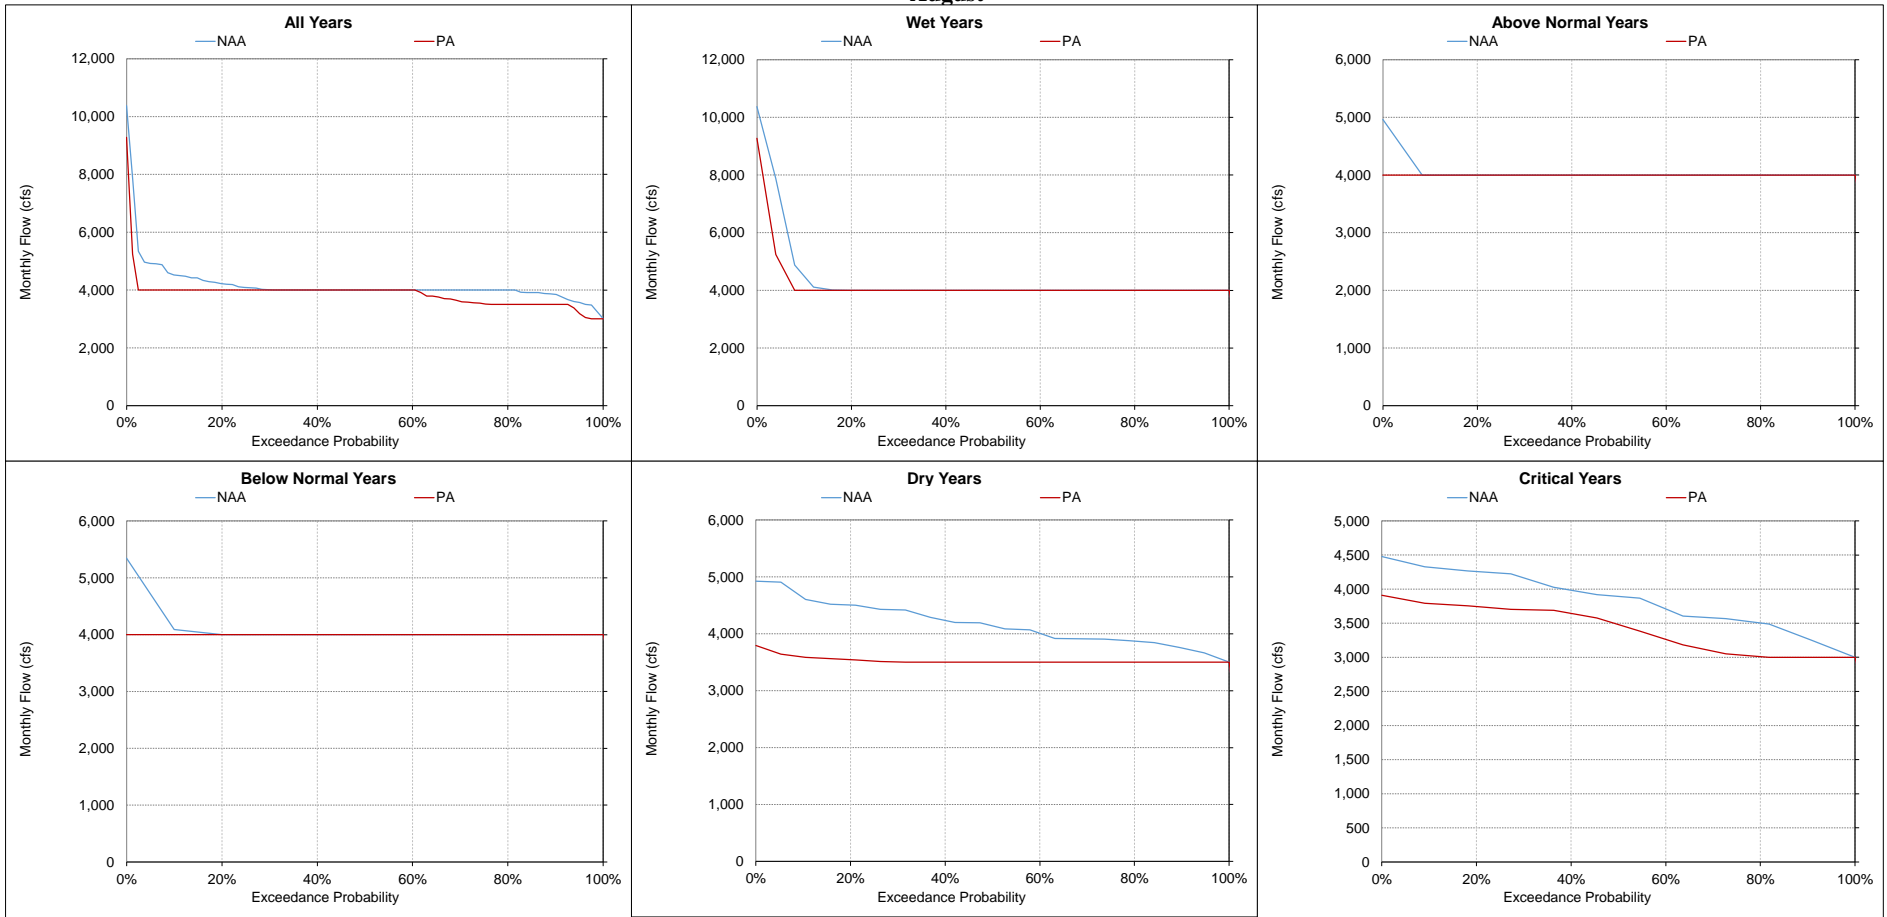 August
All Years
NAA PA
12,000
10,000
8,000
6,000
4,000
2,000
0
0% 20% 40% 60% 80% 100%
Monthly Flow (cfs)
Exceedance Probability
Wet Years
NAA PA
12,000
10,000
8,000
6,000
4,000
2,000
0
0% 20% 40% 60% 80% 100%
Monthly Flow (cfs)
Exceedance Probability
Above Normal Years
NAA PA
6,000
5,000
4,000
3,000
2,000
1,000
0
0% 20% 40% 60% 80% 100%
Monthly Flow (cfs)
Exceedance Probability
Below Normal Years
NAA PA
6,000
5,000
4,000
3,000
2,000
1,000
0
0% 20% 40% 60% 80% 100%
Monthly Flow (cfs)
Exceedance Probability
Dry Years
NAA PA
6,000
5,000
4,000
3,000
2,000
1,000
0
0% 20% 40% 60% 80% 100%
Monthly Flow (cfs)
Exceedance Probability
Critical Years
NAA PA
5,000
4,500
4,000
3,500
3,000
2,500
2,000
1,500
1,000
500
0
0% 20% 40% 60% 80% 100%
Monthly Flow (cfs)
Exceedance Probability